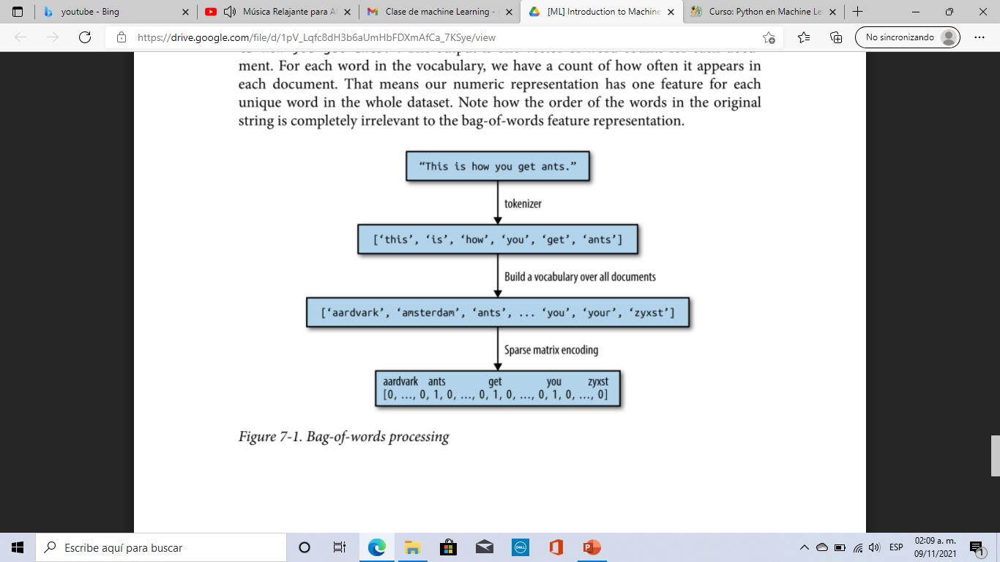 youtube - Bing
Música Relajante para Al
Clase de machine Learning -
[ML] Introduction to Machine
Curso: Python en Machine Le
https://drive.google.com/file/d/1pV_Lqfc8dH3b6aUmHbFDXmAfCa_7KSye/view
No sincronizando
ment. For each word in the vocabulary, we have a count of how often it appears in
each document. That means our numeric representation has one feature for each
unique word in the whole dataset. Note how the order of the words in the original
string is completely irrelevant to the bag-of-words feature representation.
“This is how you get ants.”
tokenizer
[‘this’, ‘is’, ‘how’, ‘you’, ‘get’, ‘ants’]
Build a vocabulary over all documents
[‘aardvark’, ‘amsterdam’, ‘ants’, ... ‘you’, ‘your’, ‘zyxst’]
Sparse matrix encoding
aardvark ants get you zyxst
[0, ..., 0, 1, 0, ..., 0, 1, 0, ..., 0, 1, 0, ..., 0]
Figure 7-1. Bag-of-words processing
Escribe aquí para buscar
DELL
ESP
02:09 a. m.
09/11/2021
1